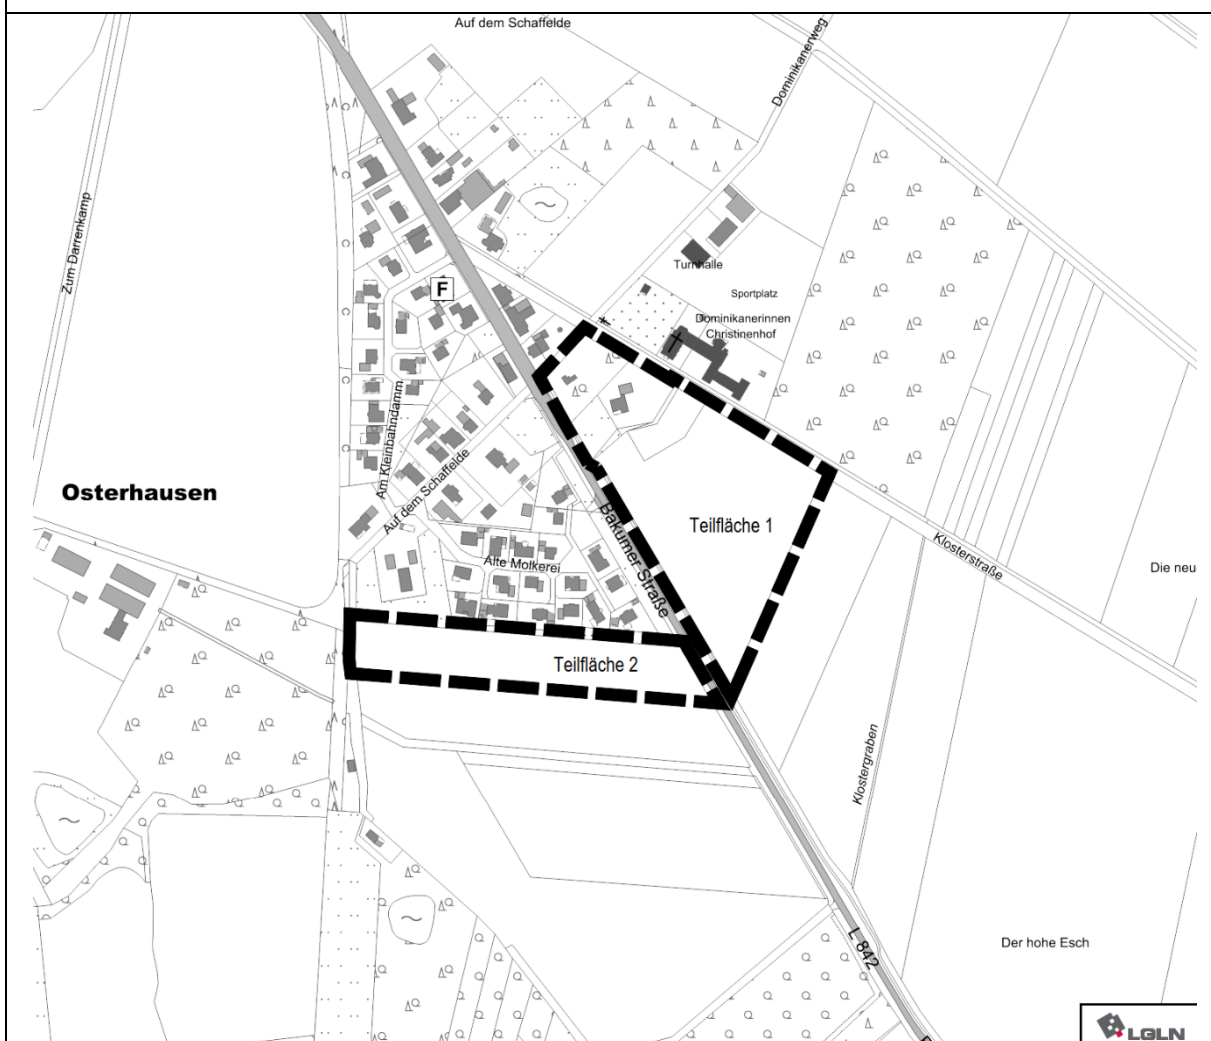 Auf dem Schaffelde
Dominikanerweg
Zum Darrenkamp
Turnhalle
Sportplatz
F
Dominikanerinnen
Christinenhof
Am Kleinbahndamm
Auf dem Schaffelde
Osterhausen
Teilfläche 1
Bakumer Straße
Klosterstraße
Alte Molkerei
Die neu
Teilfläche 2
Klostergraben
Der hohe Esch
L 842
LGLN